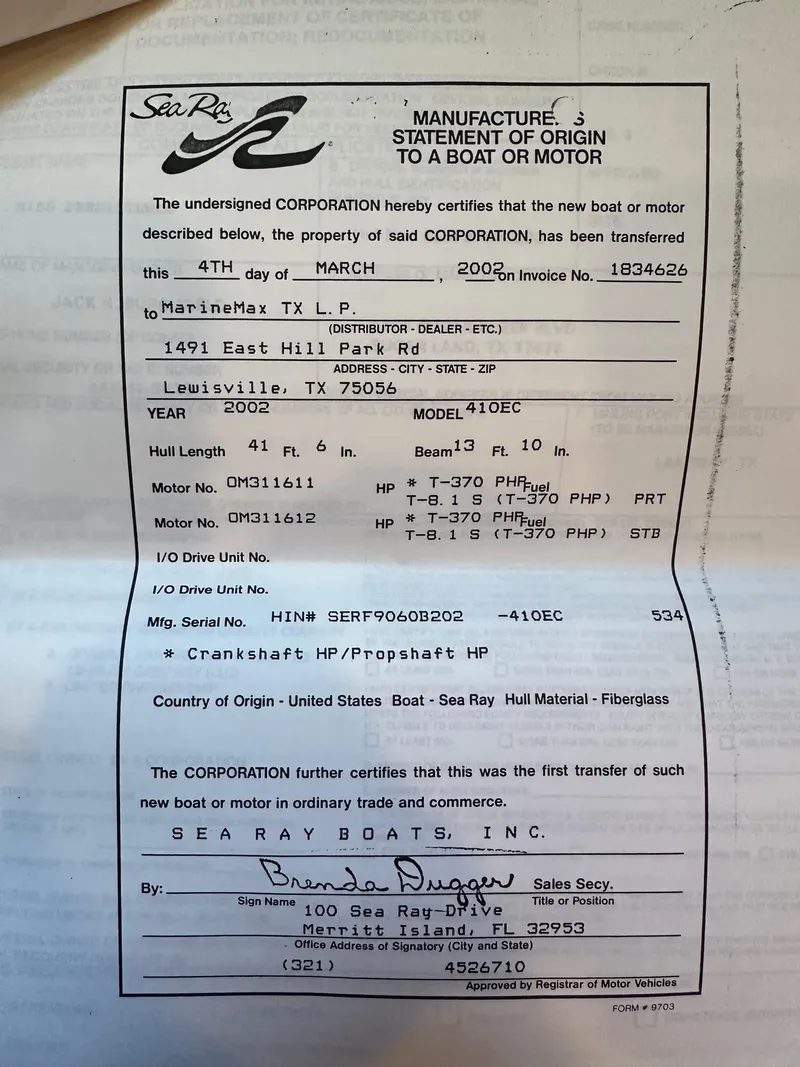 Sea Ray
MANUFACTURE S
STATEMENT OF ORIGIN
TO A BOAT OR MOTOR
The undersigned CORPORATION hereby certifies that the new boat or motor
described below, the property of said CORPORATION, has been transferred
this 4TH day of MARCH , 2002 on Invoice No. 1834626
to MarineMax TX L.P.
(DISTRIBUTOR - DEALER - ETC.)
1491 East Hill Park Rd
ADDRESS - CITY - STATE - ZIP
Lewisville, TX 75056
YEAR 2002 MODEL 410EC
Hull Length 41 Ft. 6 In. Beam 13 Ft. 10 In.
Motor No. 0M311611 HP * T-370 PHP Fuel
T-8.1 S (T-370 PHP) PRT
Motor No. 0M311612 HP * T-370 PHP Fuel
T-8.1 S (T-370 PHP) STB
I/O Drive Unit No.
I/O Drive Unit No.
Mfg. Serial No. HIN# SERF9060B202 -410EC 534
* Crankshaft HP/Propshaft HP
Country of Origin - United States Boat - Sea Ray Hull Material - Fiberglass
The CORPORATION further certifies that this was the first transfer of such
new boat or motor in ordinary trade and commerce.
SEA RAY BOATS, INC.
By: Brenda Dugger Sales Secy.
Sign Name Title or Position
100 Sea Ray Drive
Merritt Island, FL 32953
Office Address of Signatory (City and State)
(321) 4526710
Approved by Registrar of Motor Vehicles
FORM # 9703